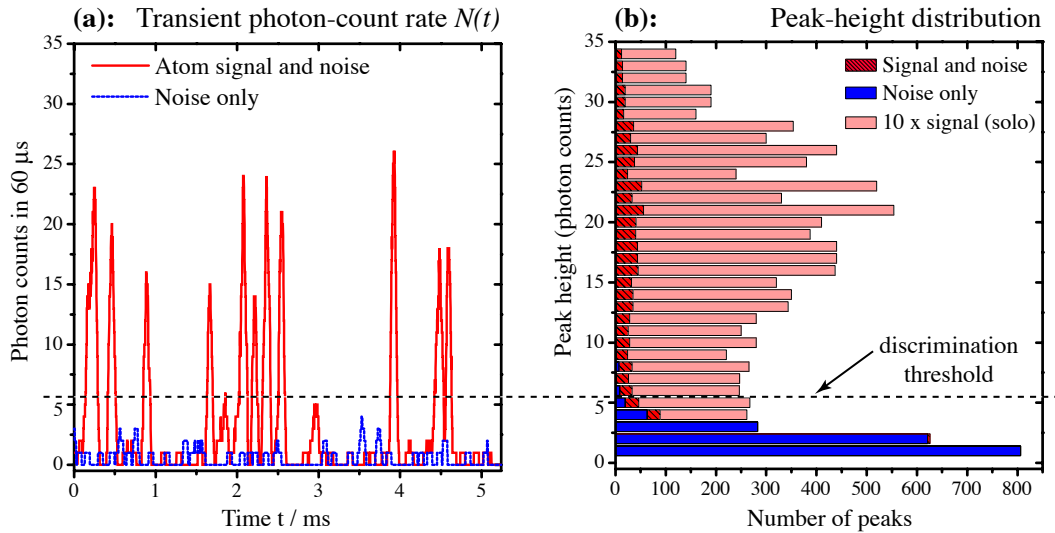 (a): Transient photon-count rate N(t)
Photon counts in 60 µs
35
30
25
20
15
10
5
0
Atom signal and noise
Noise only
0 1 2 3 4 5
Time t / ms
(b): Peak-height distribution
Peak height (photon counts)
35
30
25
20
15
10
5
0
Signal and noise
Noise only
10 x signal (solo)
discrimination
threshold
0 100 200 300 400 500 600 700 800
Number of peaks